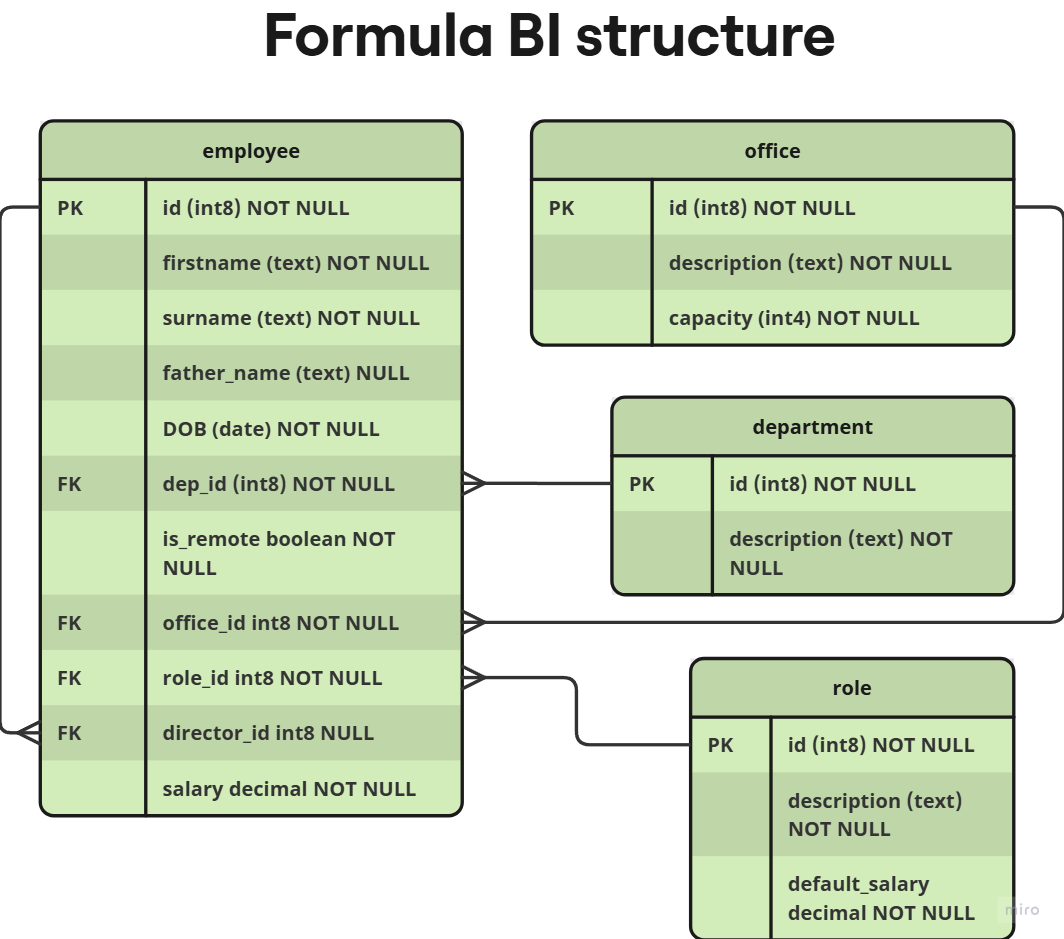 Formula BI structure
employee
PK id (int8) NOT NULL
firstname (text) NOT NULL
surname (text) NOT NULL
father_name (text) NULL
DOB (date) NOT NULL
FK dep_id (int8) NOT NULL
is_remote boolean NOT
NULL
FK office_id int8 NOT NULL
FK role_id int8 NOT NULL
FK director_id int8 NULL
salary decimal NOT NULL
office
PK id (int8) NOT NULL
description (text) NOT NULL
capacity (int4) NOT NULL
department
PK id (int8) NOT NULL
description (text) NOT
NULL
role
PK id (int8) NOT NULL
description (text)
NOT NULL
default_salary
decimal NOT NULL
miro